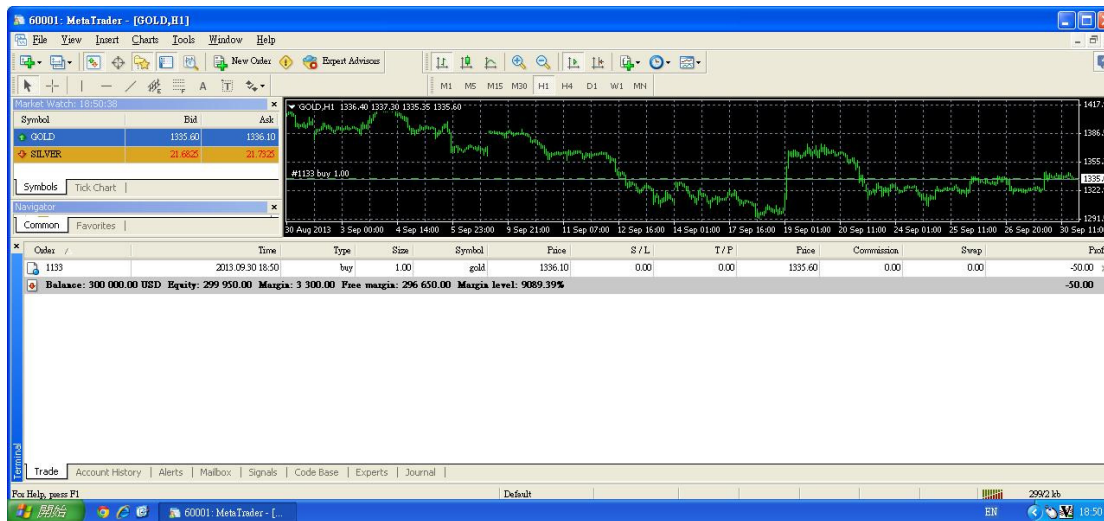 60001: MetaTrader - [GOLD,H1]
File View Insert Charts Tools Window Help
New Order Expert Advisors
M1 M5 M15 M30 H1 H4 D1 W1 MN
Market Watch: 18:50:38
Symbol Bid Ask
GOLD 1335.60 1336.10
SILVER 21.6825 21.7325
Symbols Tick Chart
Navigator
Common Favorites
GOLD,H1 1336.40 1337.30 1335.35 1335.60
#1133 buy 1.00
1417.
1386.
1355.
1335.
1322.
1291.
30 Aug 2013 3 Sep 00:00 4 Sep 14:00 5 Sep 23:00 9 Sep 21:00 11 Sep 07:00 12 Sep 16:00 14 Sep 01:00 17 Sep 16:00 19 Sep 01:00 20 Sep 11:00 24 Sep 01:00 25 Sep 11:00 26 Sep 20:00 30 Sep 11:00
Order / Time Type Size Symbol Price S / L T / P Price Commission Swap Prof
1133 2013.09.30 18:50 buy 1.00 gold 1336.10 0.00 0.00 1335.60 0.00 0.00 -50.00
Balance: 300 000.00 USD Equity: 299 950.00 Margin: 3 300.00 Free margin: 296 650.00 Margin level: 9089.39% -50.00
Terminal
Trade Account History Alerts Mailbox Signals Code Base Experts Journal
For Help, press F1 Default 299/2 kb
開始 60001: MetaTrader - [... EN 18:50